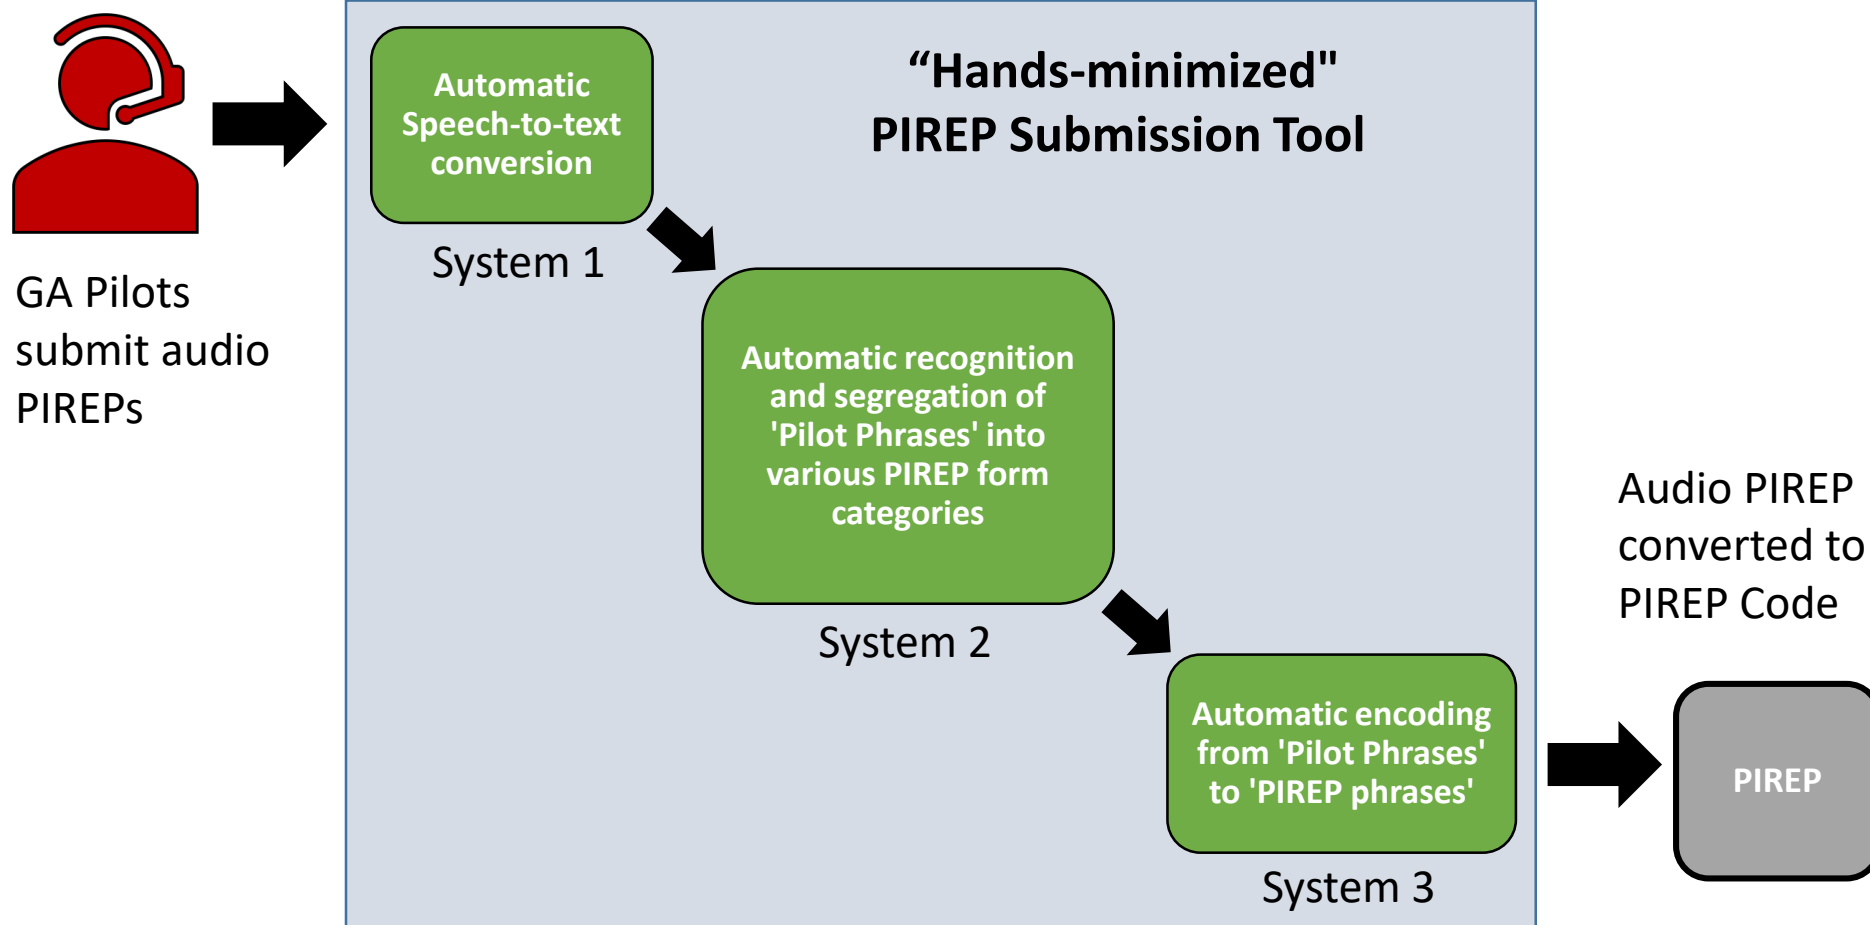 GA Pilots
submit audio
PIREPs
Automatic
Speech-to-text
conversion
System 1
“Hands-minimized"
PIREP Submission Tool
Automatic recognition
and segregation of
'Pilot Phrases' into
various PIREP form
categories
System 2
Automatic encoding
from 'Pilot Phrases'
to 'PIREP phrases'
System 3
Audio PIREP
converted to
PIREP Code
PIREP